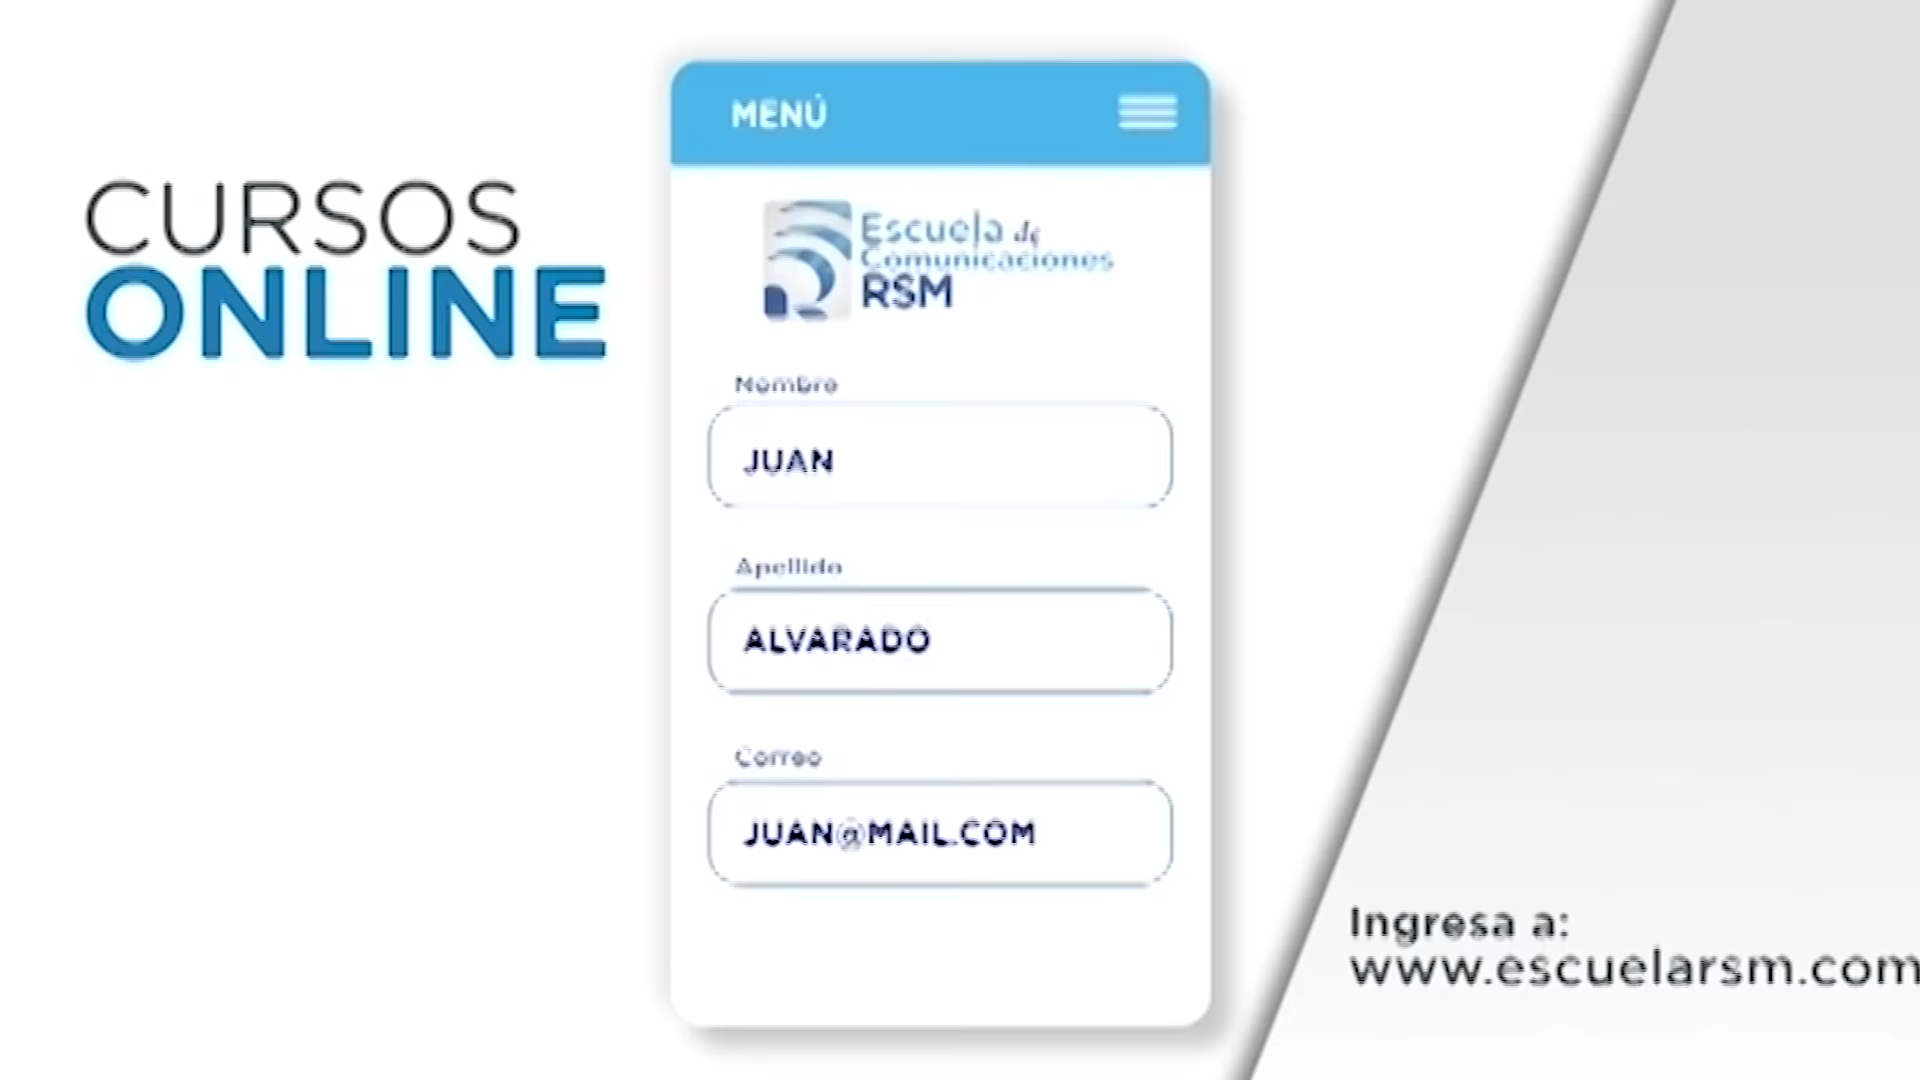 CURSOS
ONLINE
MENÚ
Escuela de
Comunicaciones
RSM
Nombre
JUAN
Apellido
ALVARADO
Correo
JUAN@MAIL.COM
Ingresa a:
www.escuelarsm.com